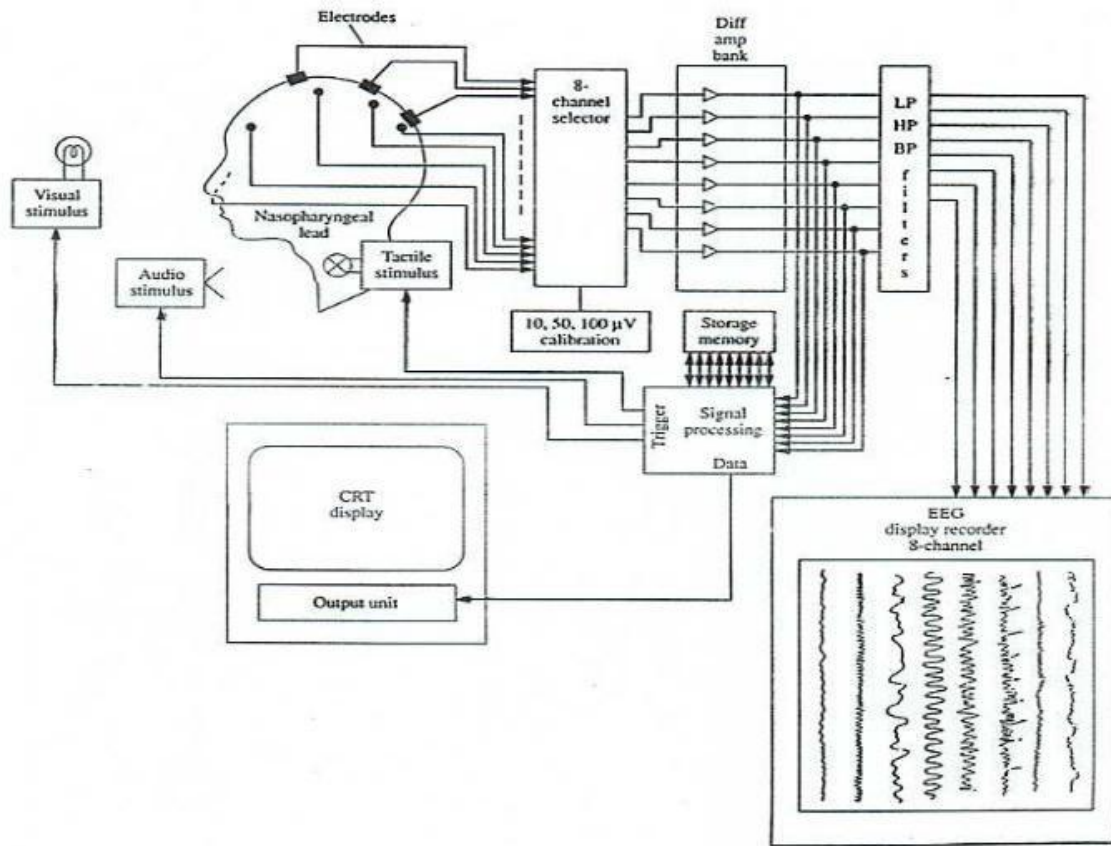 Electrodes
Diff
amp
bank
8-
channel
selector
LP
HP
BP
f
i
l
t
e
r
s
Visual
stimulus
Nasopharyngeal
lead
Audio
stimulus
Tactile
stimulus
10, 50, 100 µV
calibration
Storage
memory
Trigger
Signal
processing
Data
CRT
display
Output unit
EEG
display recorder
8-channel